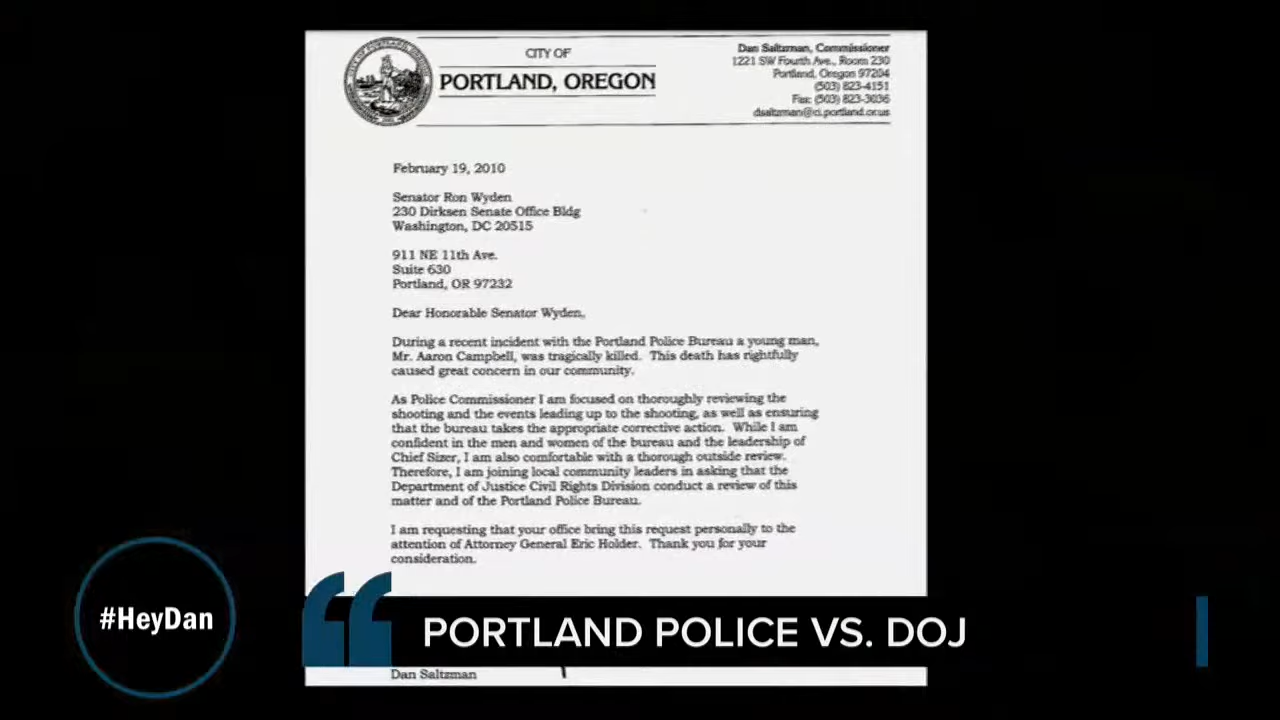 CITY OF
PORTLAND, OREGON
Dan Saltzman, Commissioner
1221 SW Fourth Ave., Room 230
Portland, Oregon 97204
(503) 823-4151
Fax: (503) 823-3036
dsaltzman@ci.portland.or.us
February 19, 2010
Senator Ron Wyden
230 Dirksen Senate Office Bldg
Washington, DC 20515
911 NE 11th Ave.
Suite 630
Portland, OR 97232
Dear Honorable Senator Wyden,
During a recent incident with the Portland Police Bureau a young man,
Mr. Aaron Campbell, was tragically killed. This death has rightfully
caused great concern in our community.
As Police Commissioner I am focused on thoroughly reviewing the
shooting and the events leading up to the shooting, as well as ensuring
that the bureau takes the appropriate corrective action. While I am
confident in the men and women of the bureau and the leadership of
Chief Sizer, I am also comfortable with a thorough outside review.
Therefore, I am joining local community leaders in asking that the
Department of Justice Civil Rights Division conduct a review of this
matter and of the Portland Police Bureau.
I am requesting that your office bring this request personally to the
attention of Attorney General Eric Holder. Thank you for your
consideration.
#HeyDan
“ PORTLAND POLICE VS. DOJ
Dan Saltzman